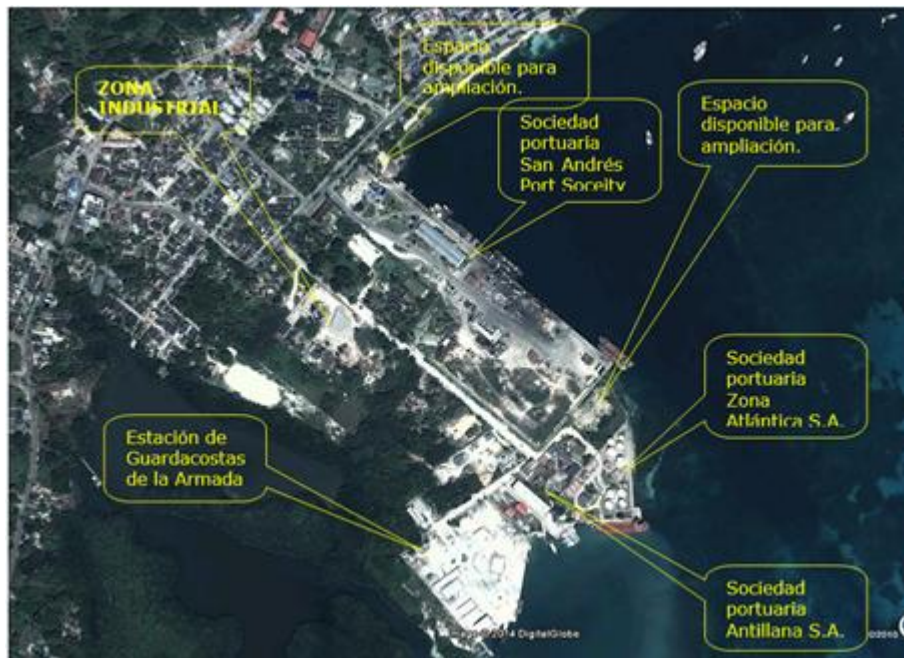 Espacio
disponible para
ampliación.
ZONA
INDUSTRIAL
Sociedad
portuaria
San Andrés
Port Soceity
Espacio
disponible para
ampliación.
Sociedad
portuaria
Zona
Atlántica S.A.
Estación de
Guardacostas
de la Armada
Sociedad
portuaria
Antillana S.A.
2014 DigitalGlobe